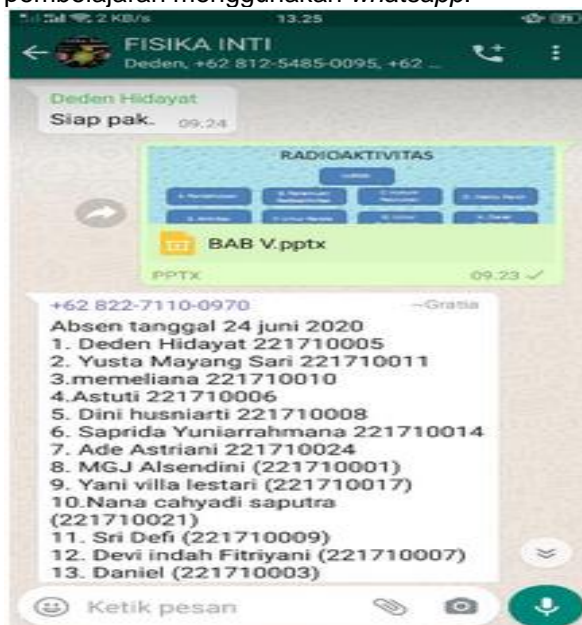 pembelajaran menggunakan whatsapp.
2 KB/s 13.25 71
FISIKA INTI
Deden, +62 812-5485-0095, +62 ...
Deden Hidayat
Siap pak. 09.24
RADIOAKTIVITAS
BAB V.pptx
PPTX 09.23
+62 822-7110-0970 ~Gratia
Absen tanggal 24 juni 2020
1. Deden Hidayat 221710005
2. Yusta Mayang Sari 221710011
3.memeliana 221710010
4.Astuti 221710006
5. Dini husniarti 221710008
6. Saprida Yuniarrahmana 221710014
7. Ade Astriani 221710024
8. MGJ Alsendini (221710001)
9. Yani villa lestari (221710017)
10.Nana cahyadi saputra
(221710021)
11. Sri Defi (221710009)
12. Devi indah Fitriyani (221710007)
13. Daniel (221710003)
Ketik pesan